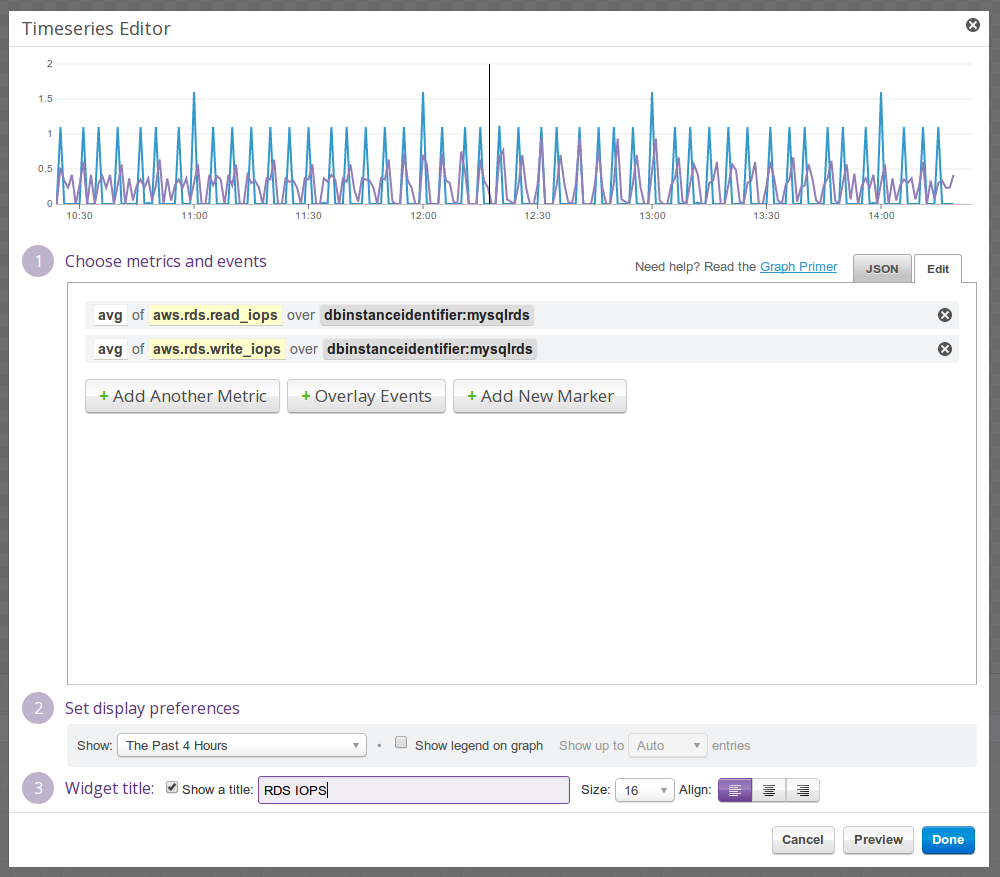 Timeseries Editor
2
1.5
1
0.5
0
10:30 11:00 11:30 12:00 12:30 13:00 13:30 14:00
1 Choose metrics and events
Need help? Read the Graph Primer JSON Edit
avg of aws.rds.read_iops over dbinstanceidentifier:mysqlrds
avg of aws.rds.write_iops over dbinstanceidentifier:mysqlrds
+ Add Another Metric + Overlay Events + Add New Marker
2 Set display preferences
Show: The Past 4 Hours Show legend on graph Show up to Auto entries
3 Widget title: Show a title: RDS IOPS Size: 16 Align:
Cancel Preview Done